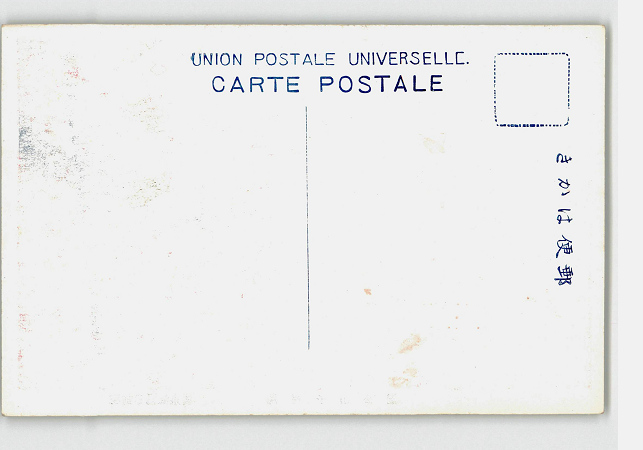 UNION POSTALE UNIVERSELLE.
CARTE POSTALE
きかは便郵